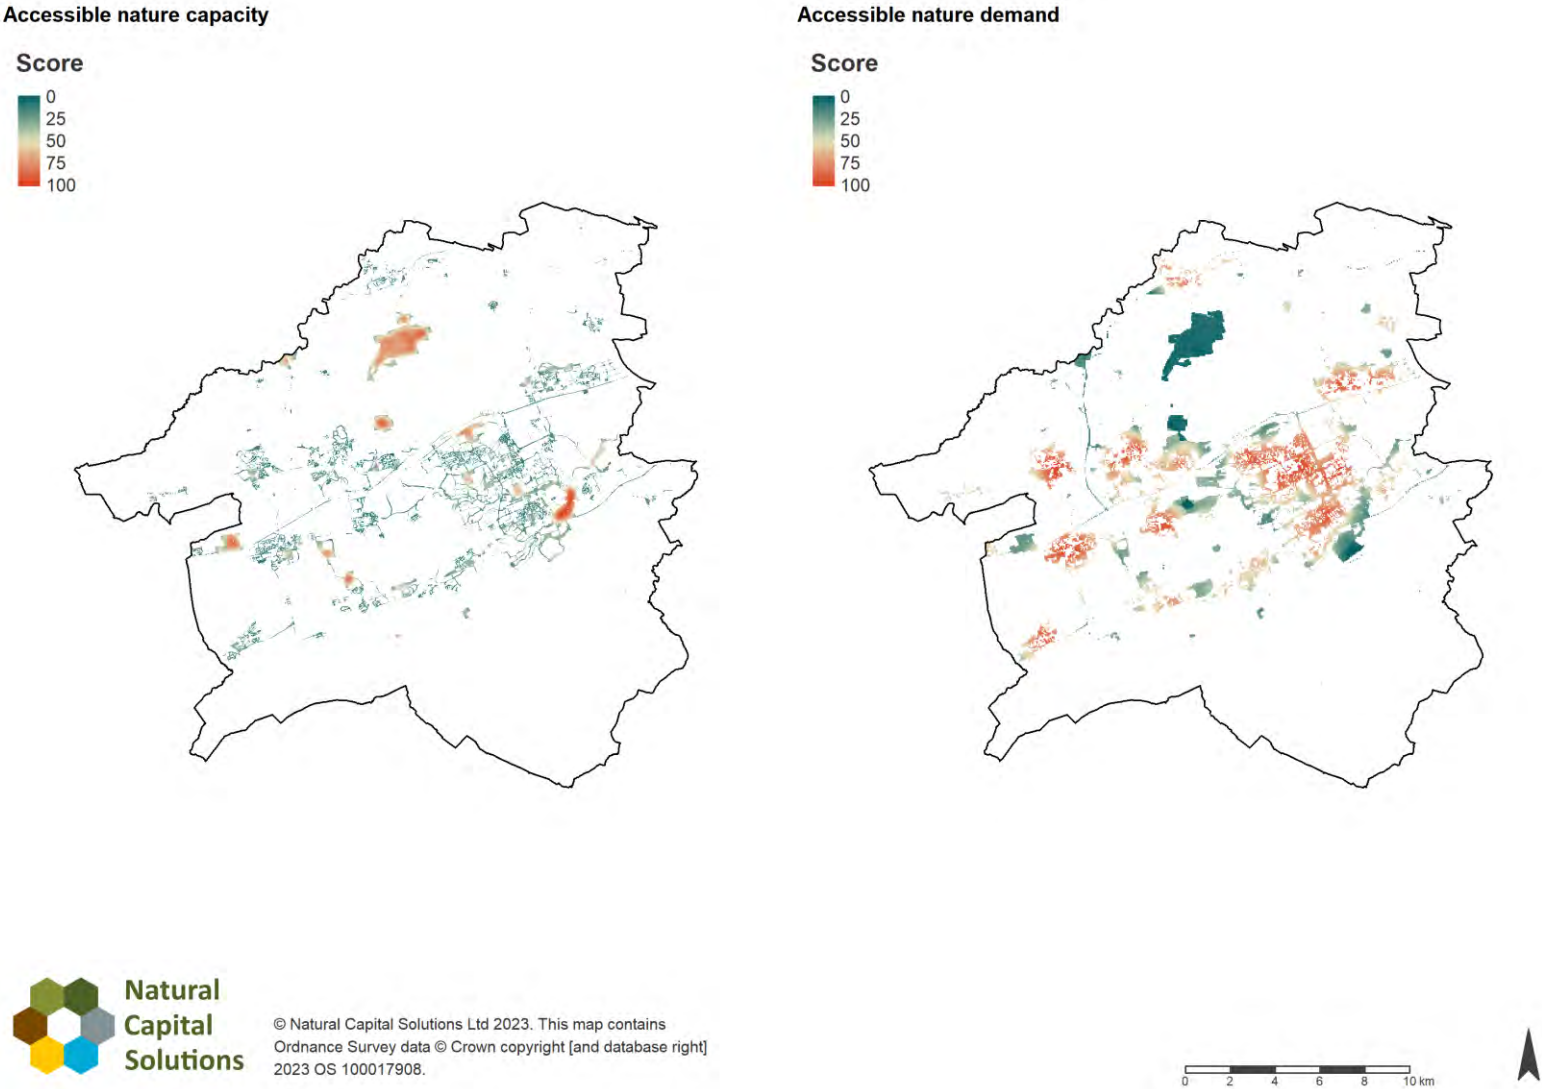 Accessible nature capacity
Accessible nature demand
Score
0
25
50
75
100
Score
0
25
50
75
100
Natural
Capital
Solutions
© Natural Capital Solutions Ltd 2023. This map contains
Ordnance Survey data © Crown copyright [and database right]
2023 OS 100017908.
0 2 4 6 8 10 km